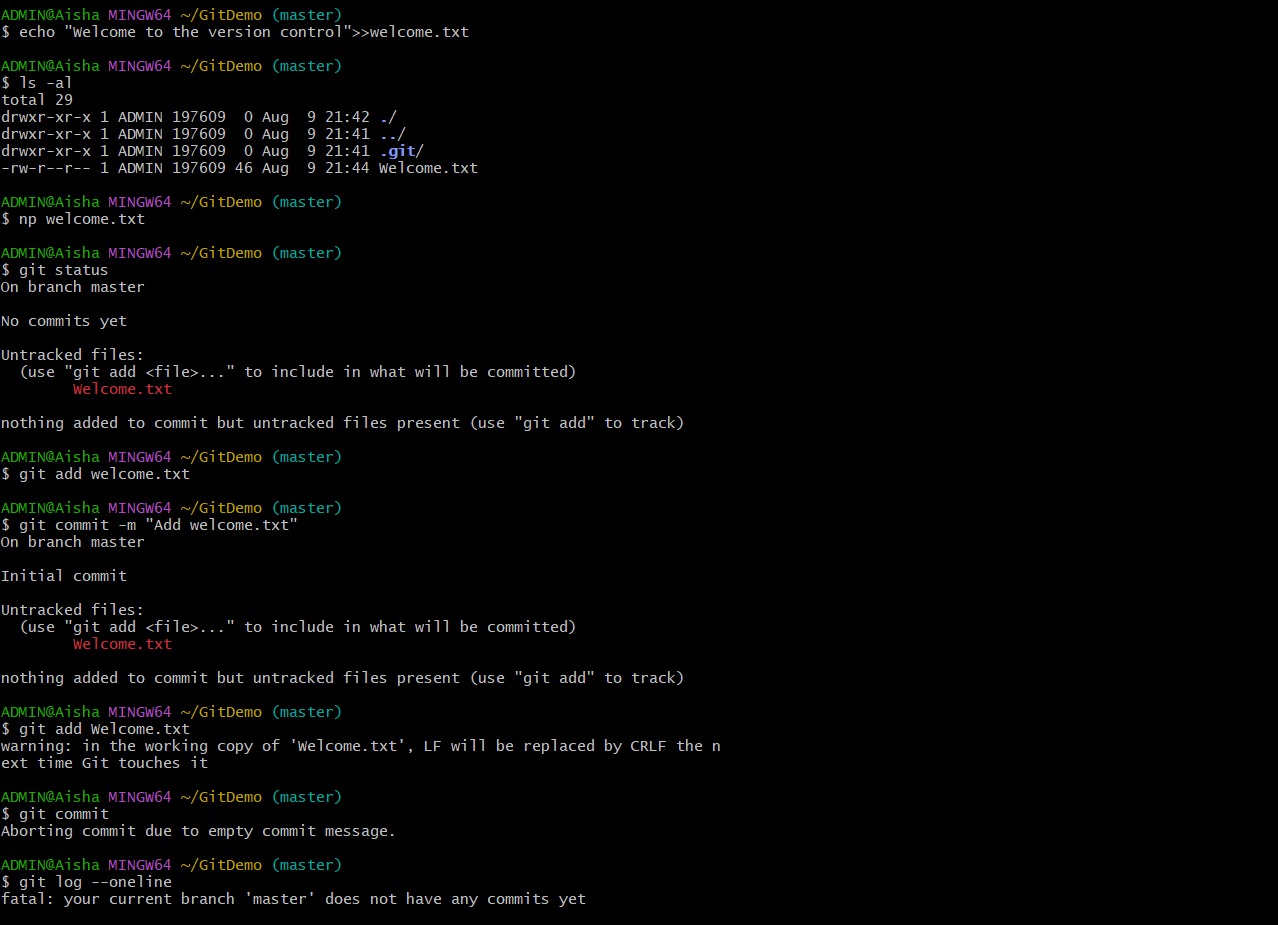 ADMIN@Aisha MINGW64 ~/GitDemo (master)
$ echo "Welcome to the version control">>welcome.txt
ADMIN@Aisha MINGW64 ~/GitDemo (master)
$ ls -al
total 29
drwxr-xr-x 1 ADMIN 197609  0 Aug  9 21:42 ./
drwxr-xr-x 1 ADMIN 197609  0 Aug  9 21:41 ../
drwxr-xr-x 1 ADMIN 197609  0 Aug  9 21:41 .git/
-rw-r--r-- 1 ADMIN 197609 46 Aug  9 21:44 Welcome.txt
ADMIN@Aisha MINGW64 ~/GitDemo (master)
$ np welcome.txt
ADMIN@Aisha MINGW64 ~/GitDemo (master)
$ git status
On branch master
No commits yet
Untracked files:
  (use "git add <file>..." to include in what will be committed)
        Welcome.txt
nothing added to commit but untracked files present (use "git add" to track)
ADMIN@Aisha MINGW64 ~/GitDemo (master)
$ git add welcome.txt
ADMIN@Aisha MINGW64 ~/GitDemo (master)
$ git commit -m "Add welcome.txt"
On branch master
Initial commit
Untracked files:
  (use "git add <file>..." to include in what will be committed)
        Welcome.txt
nothing added to commit but untracked files present (use "git add" to track)
ADMIN@Aisha MINGW64 ~/GitDemo (master)
$ git add Welcome.txt
warning: in the working copy of 'Welcome.txt', LF will be replaced by CRLF the n
ext time Git touches it
ADMIN@Aisha MINGW64 ~/GitDemo (master)
$ git commit
Aborting commit due to empty commit message.
ADMIN@Aisha MINGW64 ~/GitDemo (master)
$ git log --oneline
fatal: your current branch 'master' does not have any commits yet